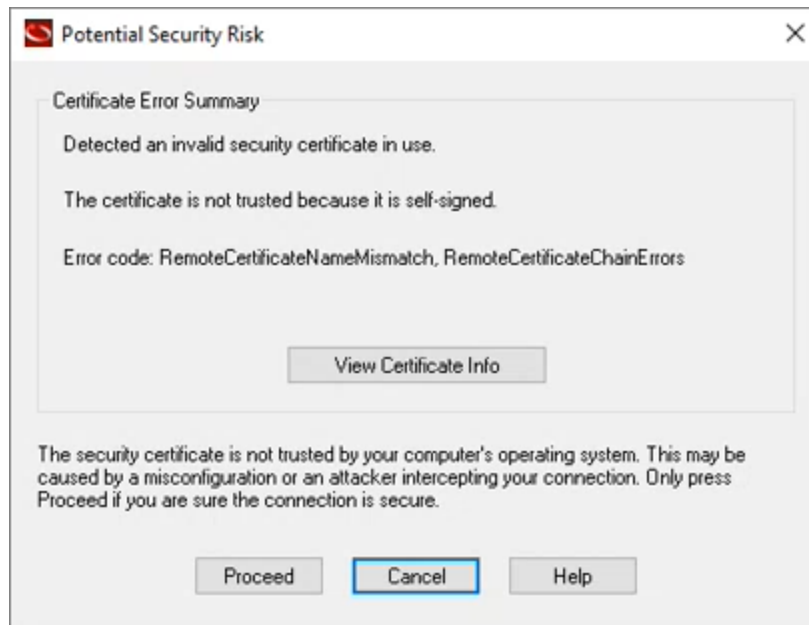 Potential Security Risk
Certificate Error Summary
Detected an invalid security certificate in use.
The certificate is not trusted because it is self-signed.
Error code: RemoteCertificateNameMismatch, RemoteCertificateChainErrors
View Certificate Info
The security certificate is not trusted by your computer's operating system. This may be
caused by a misconfiguration or an attacker intercepting your connection. Only press
Proceed if you are sure the connection is secure.
Proceed
Cancel
Help